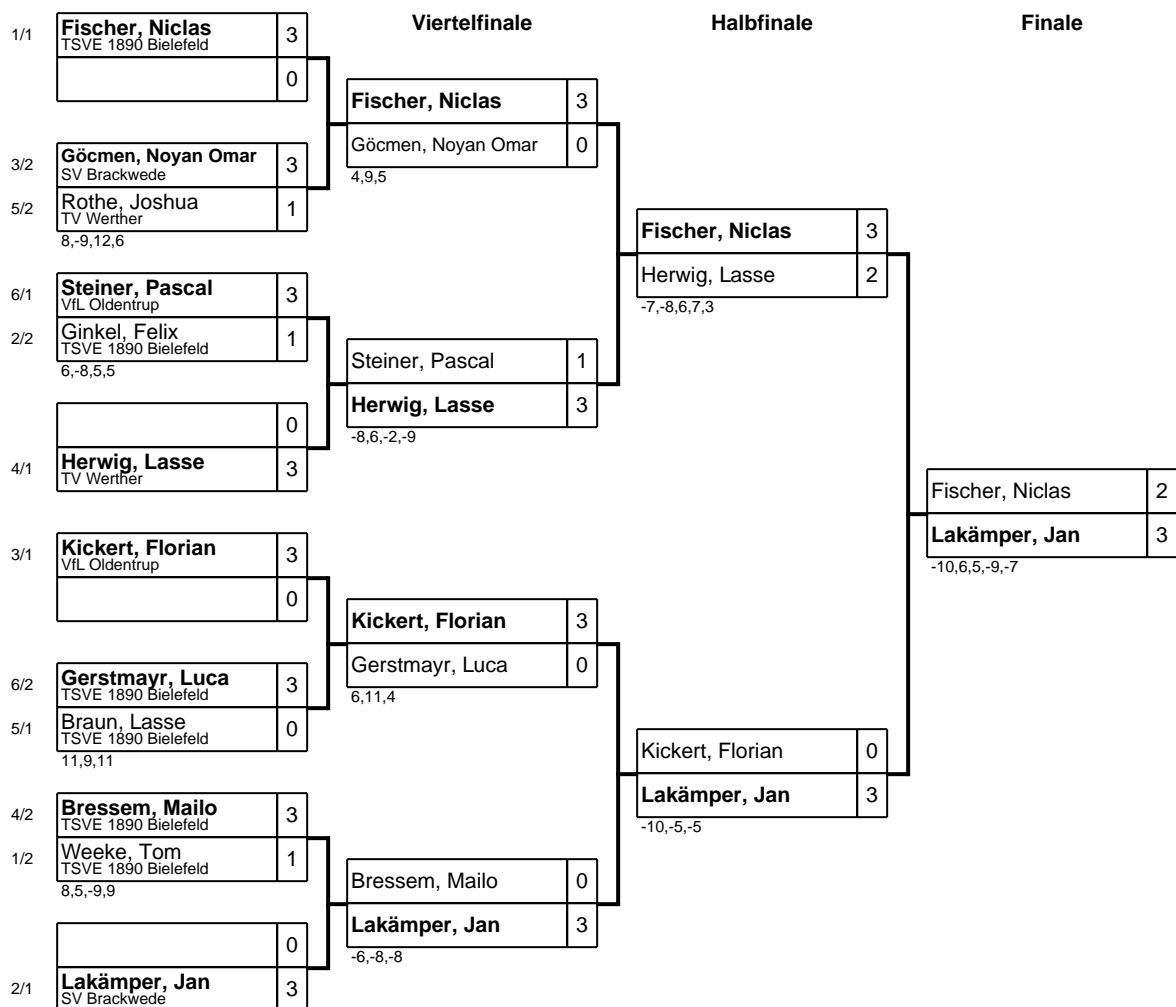 Viertelfinale
Halbfinale
Finale
1/1
Fischer, Niclas 3
TSVE 1890 Bielefeld
0
3/2
Göcmen, Noyan Omar 3
SV Brackwede
5/2
Rothe, Joshua 1
TV Werther
8,-9,12,6
6/1
Steiner, Pascal 3
VfL Oldentrup
2/2
Ginkel, Felix 1
TSVE 1890 Bielefeld
6,-8,5,5
0
4/1
Herwig, Lasse 3
TV Werther
3/1
Kickert, Florian 3
VfL Oldentrup
0
6/2
Gerstmayr, Luca 3
TSVE 1890 Bielefeld
5/1
Braun, Lasse 0
TSVE 1890 Bielefeld
11,9,11
4/2
Bressem, Mailo 3
TSVE 1890 Bielefeld
1/2
Weeke, Tom 1
TSVE 1890 Bielefeld
8,5,-9,9
0
2/1
Lakämper, Jan 3
SV Brackwede
Fischer, Niclas 3
Göcmen, Noyan Omar 0
4,9,5
Steiner, Pascal 1
Herwig, Lasse 3
-8,6,-2,-9
Kickert, Florian 3
Gerstmayr, Luca 0
6,11,4
Bressem, Mailo 0
Lakämper, Jan 3
-6,-8,-8
Fischer, Niclas 3
Herwig, Lasse 2
-7,-8,6,7,3
Kickert, Florian 0
Lakämper, Jan 3
-10,-5,-5
Fischer, Niclas 2
Lakämper, Jan 3
-10,6,5,-9,-7